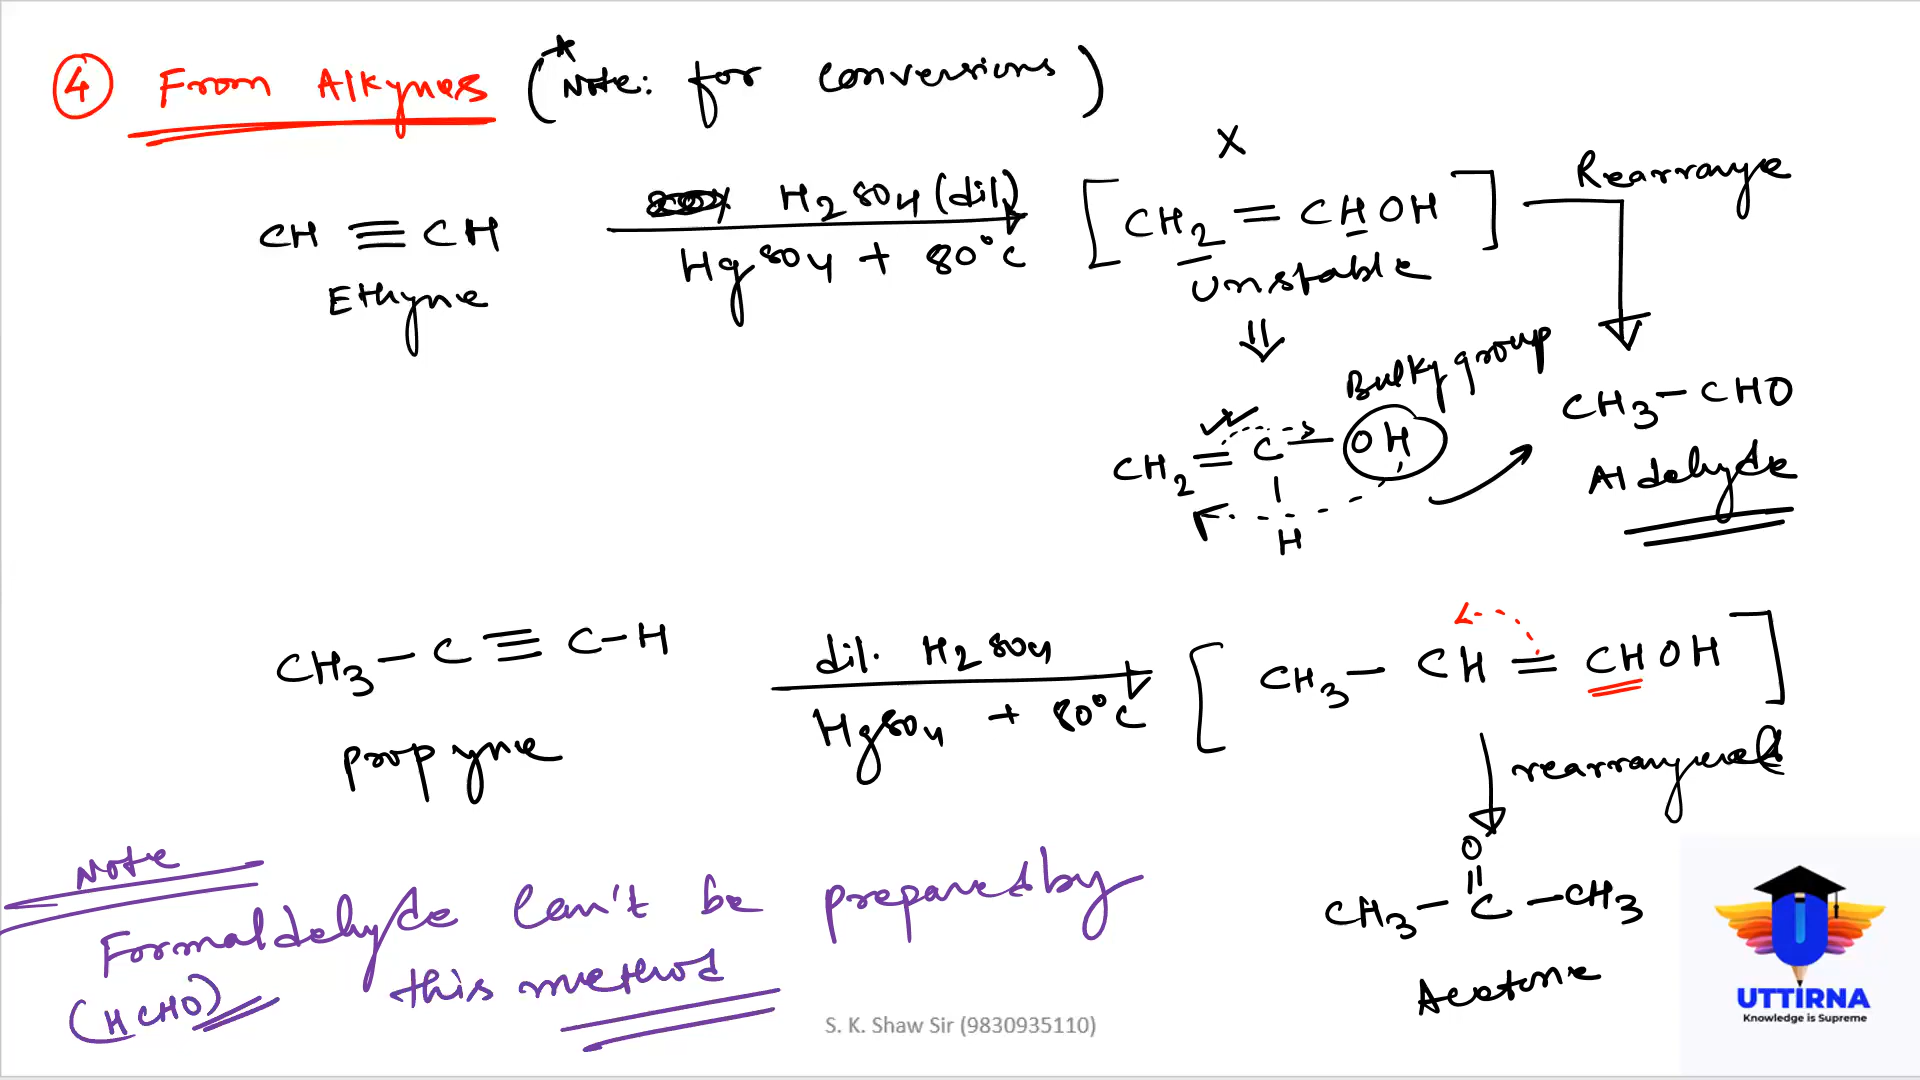 ④ From Alkynes (*Note: for conversions)
X
CH ≡ CH
Ethyne
H2SO4 (dil)
HgSO4 + 80°C
[CH2 = CHOH]
Unstable
Rearrange
⇓
Bulky group
CH2 = C — OH
|
H
CH3 — CHO
Aldehyde
CH3 — C ≡ C — H
Propyne
dil. H2SO4
HgSO4 + 80°C
[CH3 — CH = CHOH]
rearrangement
O
||
CH3 — C — CH3
Acetone
Note
Formaldehyde can't be prepared by
(HCHO) this method
S. K. Shaw Sir (9830935110)
UTTIRNA
Knowledge is Supreme